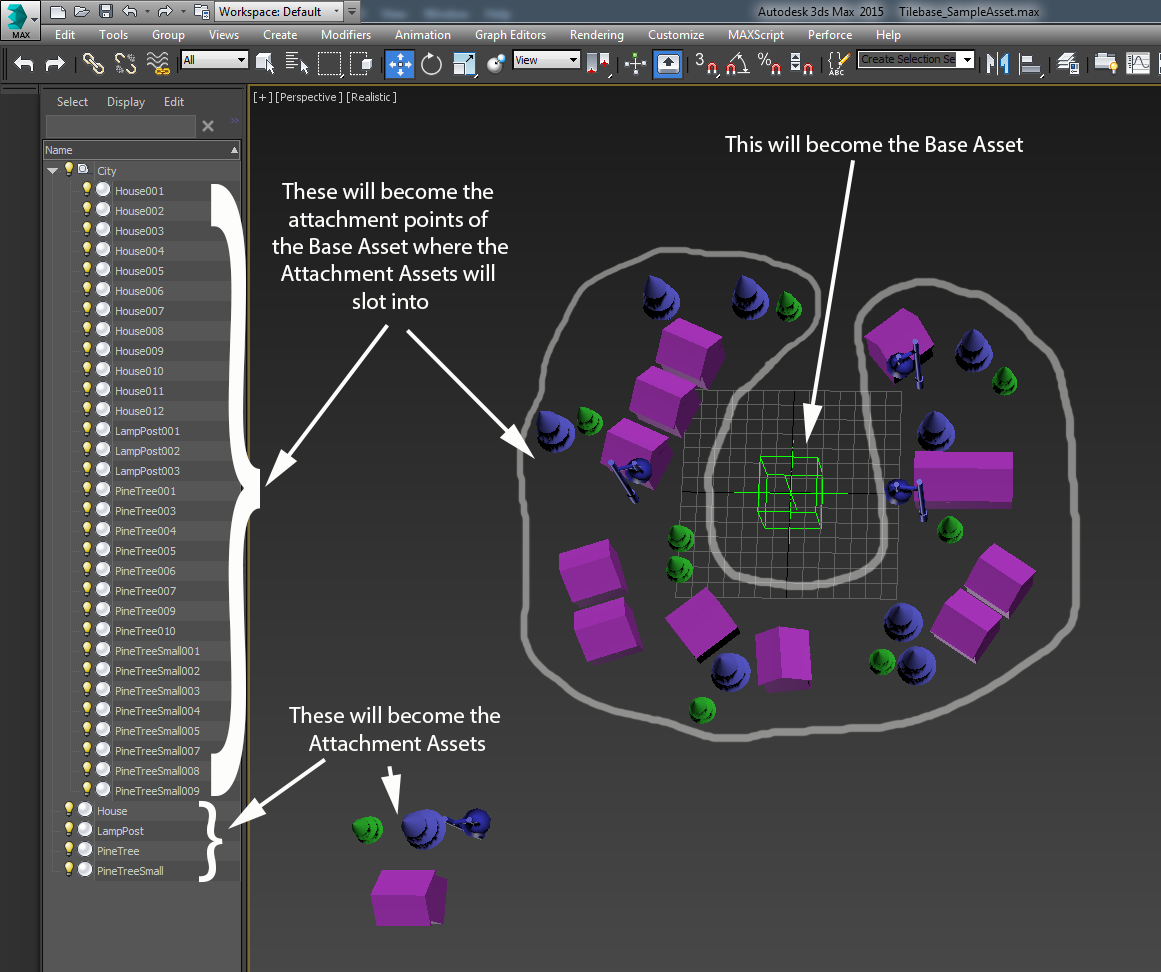 Workspace: Default
Autodesk 3ds Max 2015 Tilebase_SampleAsset.max
MAX
Edit Tools Group Views Create Modifiers Animation Graph Editors Rendering Customize MAXScript Perforce Help
All
View
3
%
ABC
Create Selection Se
Select Display Edit
[+][Perspective][Realistic]
Name
City
House001
House002
House003
House004
House005
House006
House007
House008
House009
House010
House011
House012
LampPost001
LampPost002
LampPost003
PineTree001
PineTree003
PineTree004
PineTree005
PineTree006
PineTree007
PineTree009
PineTree010
PineTreeSmall001
PineTreeSmall002
PineTreeSmall003
PineTreeSmall004
PineTreeSmall005
PineTreeSmall007
PineTreeSmall008
PineTreeSmall009
House
LampPost
PineTree
PineTreeSmall
This will become the Base Asset
These will become the
attachment points of
the Base Asset where the
Attachment Assets will
slot into
These will become the
Attachment Assets